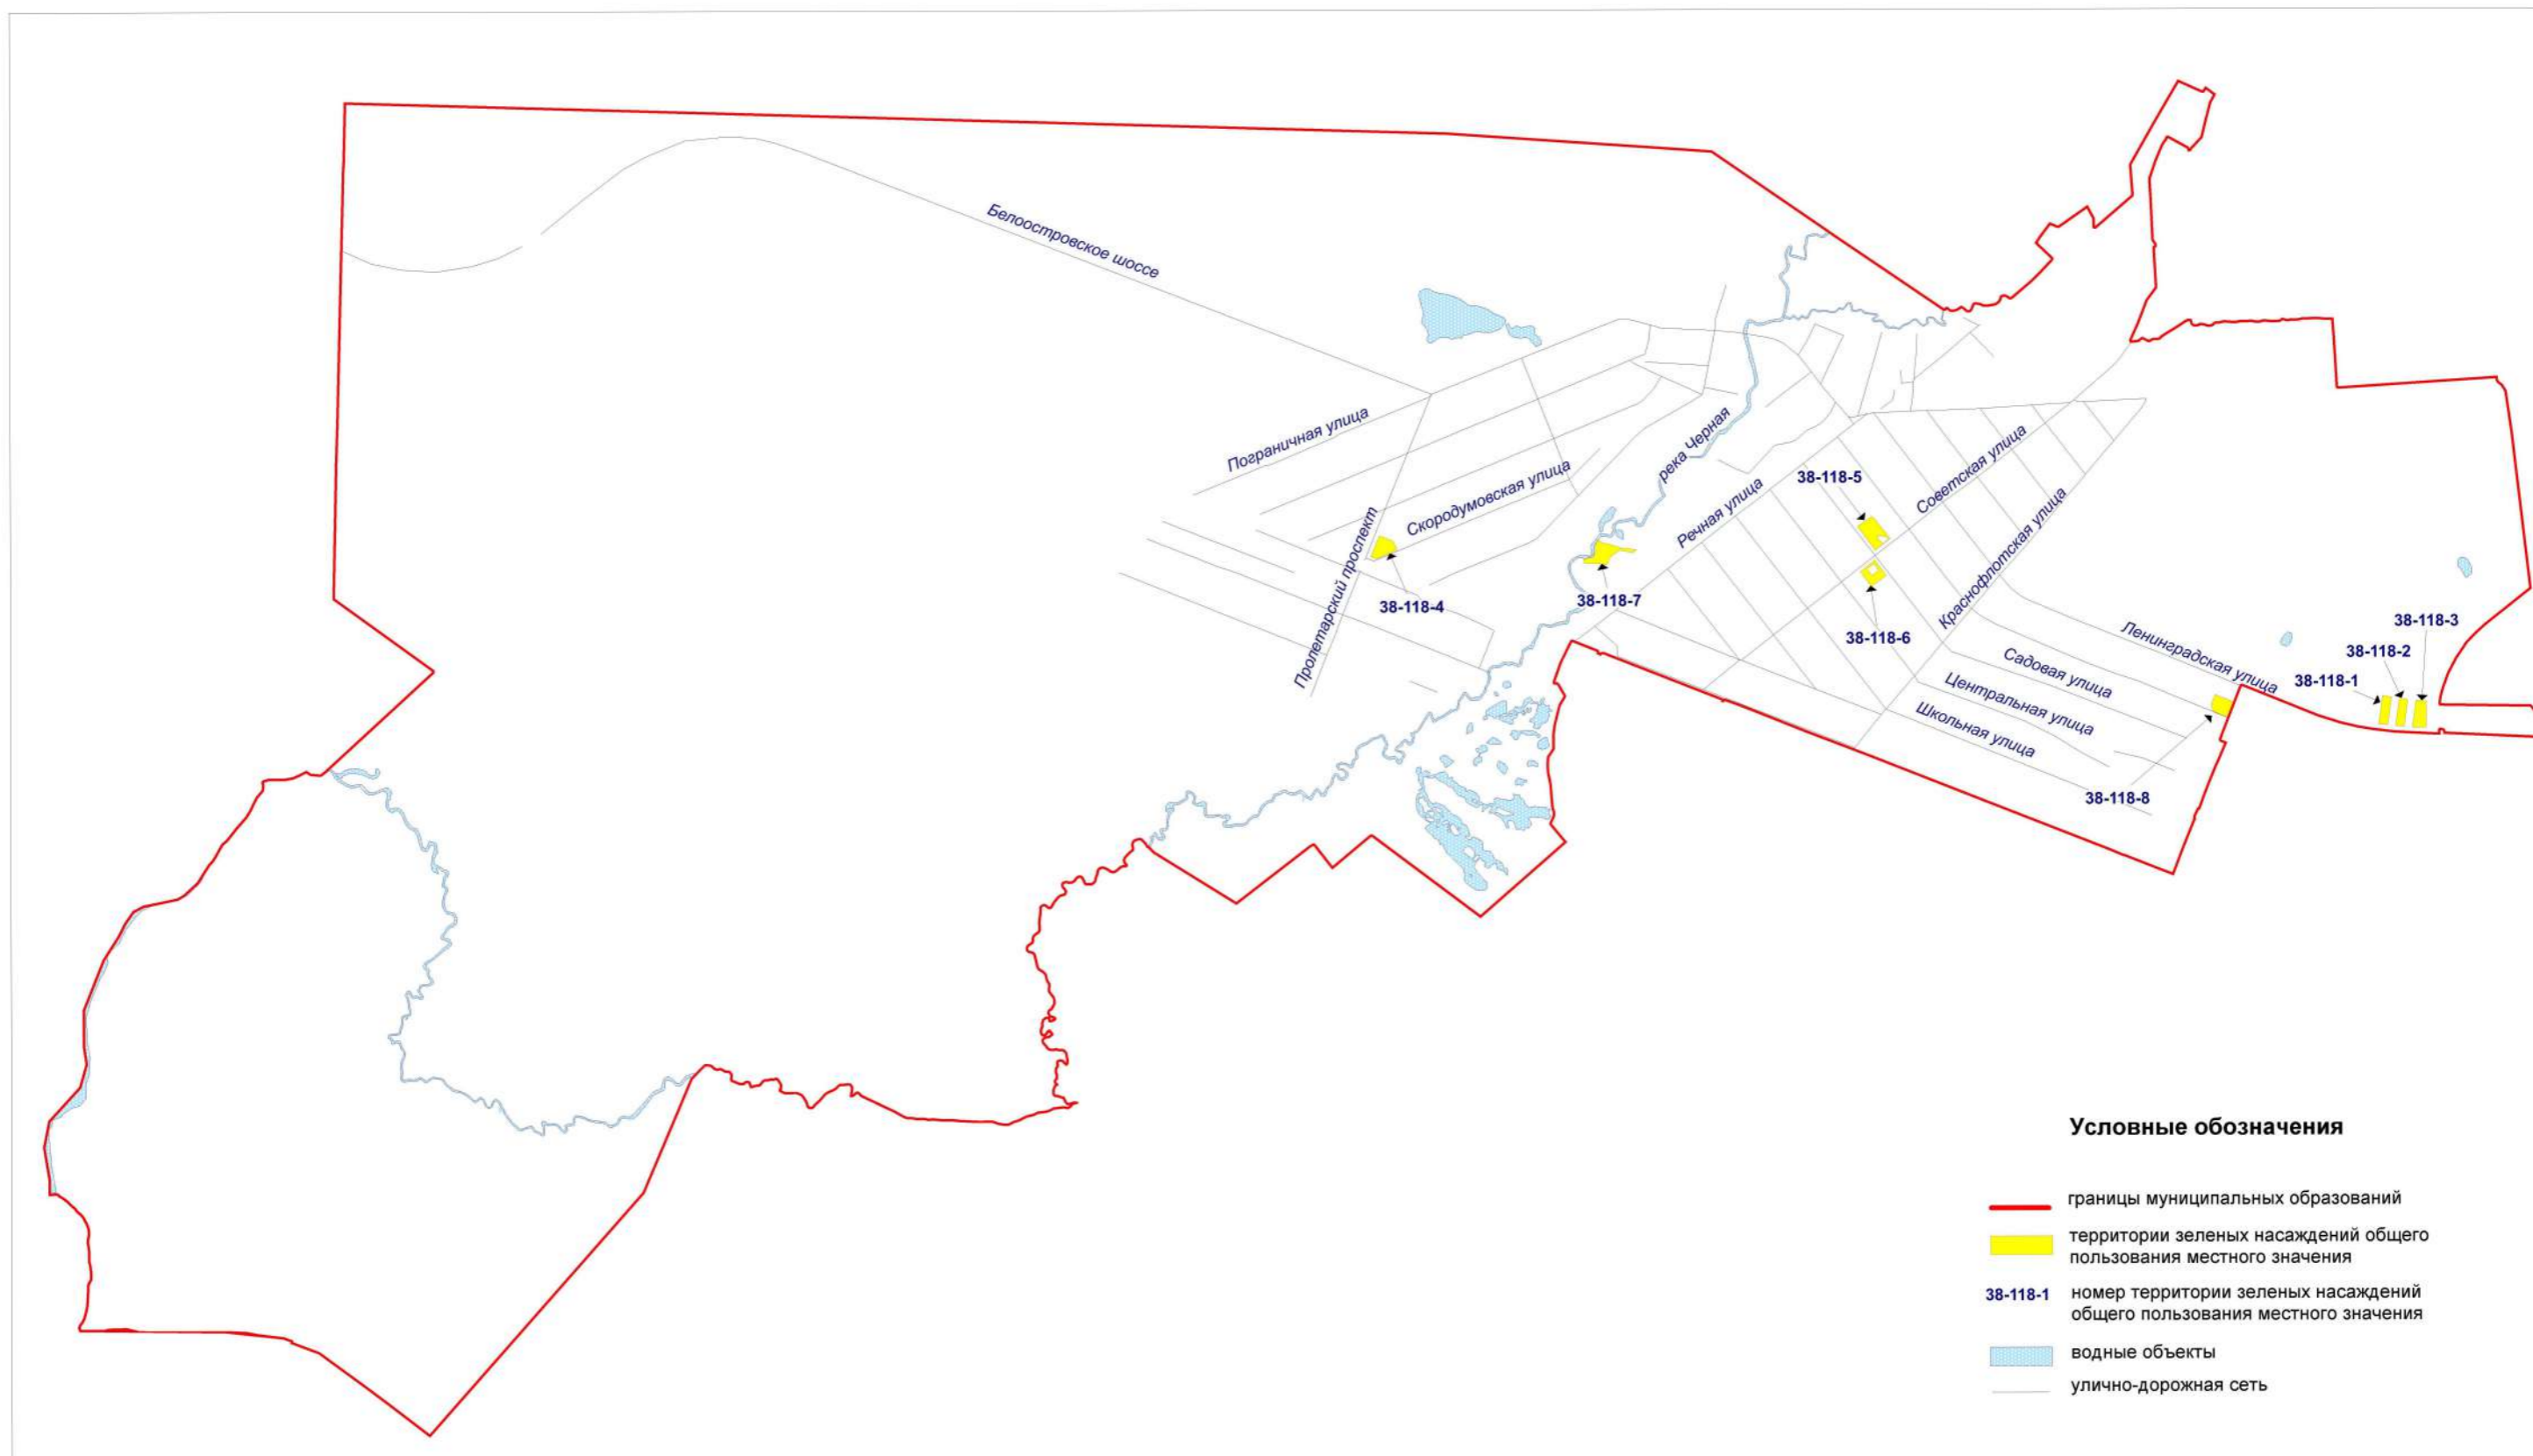 Белоостровское шоссе
Пограничная улица
Скородумовская улица
Пролетарский проспект
река Черная
Речная улица
38-118-5
Советская улица
Краснофлотская улица
38-118-4
38-118-7
38-118-6
Ленинградская улица
38-118-3
38-118-2
38-118-1
Садовая улица
Центральная улица
Школьная улица
38-118-8
Условные обозначения
границы муниципальных образований
территории зеленых насаждений общего
пользования местного значения
38-118-1 номер территории зеленых насаждений
общего пользования местного значения
водные объекты
улично-дорожная сеть